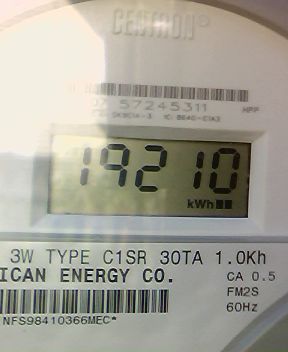 CENTRON®
57245311
19210
kWh
3W TYPE C1SR 30TA 1.0Kh
ICAN ENERGY CO.
CA 0.5
FM2S
60Hz
NFS98410366MEC*